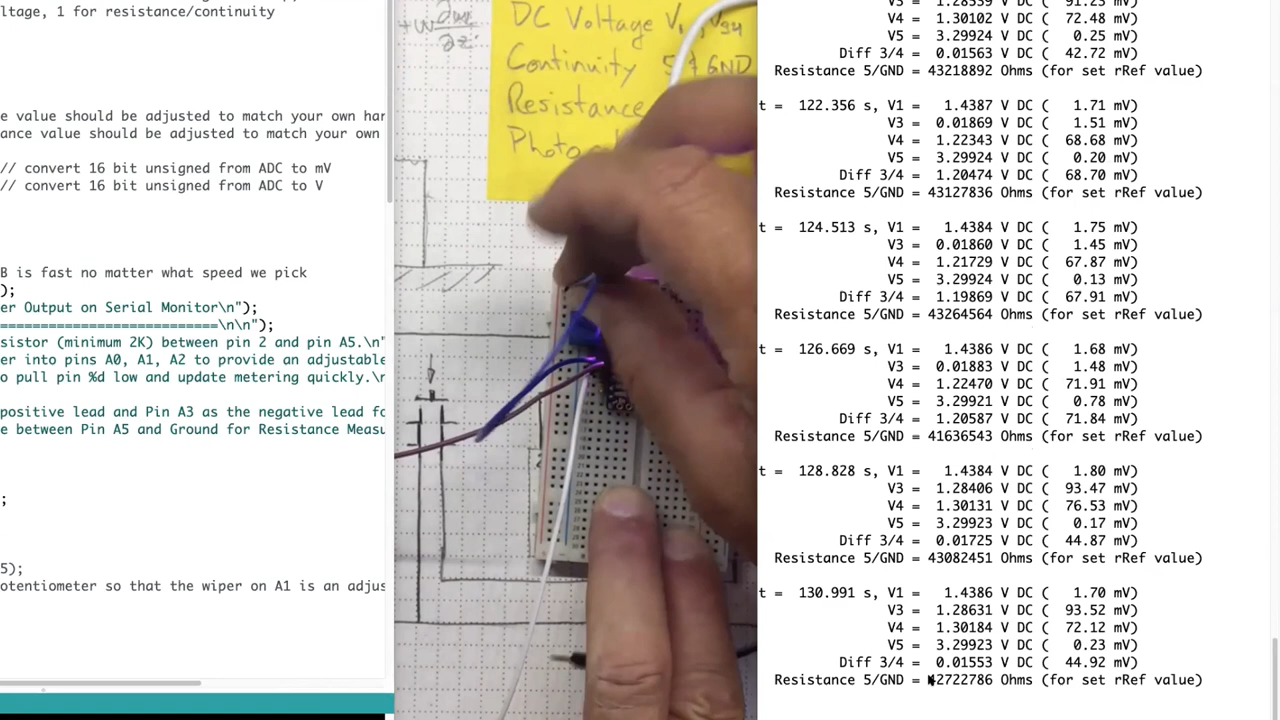 ltage, 1 for resistance/continuity
e value should be adjusted to match your own har
ance value should be adjusted to match your own
// convert 16 bit unsigned from ADC to mV
// convert 16 bit unsigned from ADC to V
B is fast no matter what speed we pick
);
er Output on Serial Monitor\n");
===========================\n\n");
sistor (minimum 2K) between pin 2 and pin A5.\n"
er into pins A0, A1, A2 to provide an adjustable
o pull pin %d low and update metering quickly.\r
positive lead and Pin A3 as the negative lead fo
e between Pin A5 and Ground for Resistance Measu
;
5);
otentiometer so that the wiper on A1 is an adjus
DC Voltage V1
Continuity 5 & GND
Resistance
V3 = 1.28539 V DC ( 91.23 mV)
V4 = 1.30102 V DC ( 72.48 mV)
V5 = 3.29924 V DC ( 0.25 mV)
Diff 3/4 = 0.01563 V DC ( 42.72 mV)
Resistance 5/GND = 43218892 Ohms (for set rRef value)
t = 122.356 s, V1 = 1.4387 V DC ( 1.71 mV)
V3 = 0.01869 V DC ( 1.51 mV)
V4 = 1.22343 V DC ( 68.68 mV)
V5 = 3.29924 V DC ( 0.20 mV)
Diff 3/4 = 1.20474 V DC ( 68.70 mV)
Resistance 5/GND = 43127836 Ohms (for set rRef value)
t = 124.513 s, V1 = 1.4384 V DC ( 1.75 mV)
V3 = 0.01860 V DC ( 1.45 mV)
V4 = 1.21729 V DC ( 67.87 mV)
V5 = 3.29924 V DC ( 0.13 mV)
Diff 3/4 = 1.19869 V DC ( 67.91 mV)
Resistance 5/GND = 43264564 Ohms (for set rRef value)
t = 126.669 s, V1 = 1.4386 V DC ( 1.68 mV)
V3 = 0.01883 V DC ( 1.48 mV)
V4 = 1.22470 V DC ( 71.91 mV)
V5 = 3.29921 V DC ( 0.78 mV)
Diff 3/4 = 1.20587 V DC ( 71.84 mV)
Resistance 5/GND = 41636543 Ohms (for set rRef value)
t = 128.828 s, V1 = 1.4384 V DC ( 1.80 mV)
V3 = 1.28406 V DC ( 93.47 mV)
V4 = 1.30131 V DC ( 76.53 mV)
V5 = 3.29923 V DC ( 0.17 mV)
Diff 3/4 = 0.01725 V DC ( 44.87 mV)
Resistance 5/GND = 43082451 Ohms (for set rRef value)
t = 130.991 s, V1 = 1.4386 V DC ( 1.70 mV)
V3 = 1.28631 V DC ( 93.52 mV)
V4 = 1.30184 V DC ( 72.12 mV)
V5 = 3.29923 V DC ( 0.23 mV)
Diff 3/4 = 0.01553 V DC ( 44.92 mV)
Resistance 5/GND = 42722786 Ohms (for set rRef value)